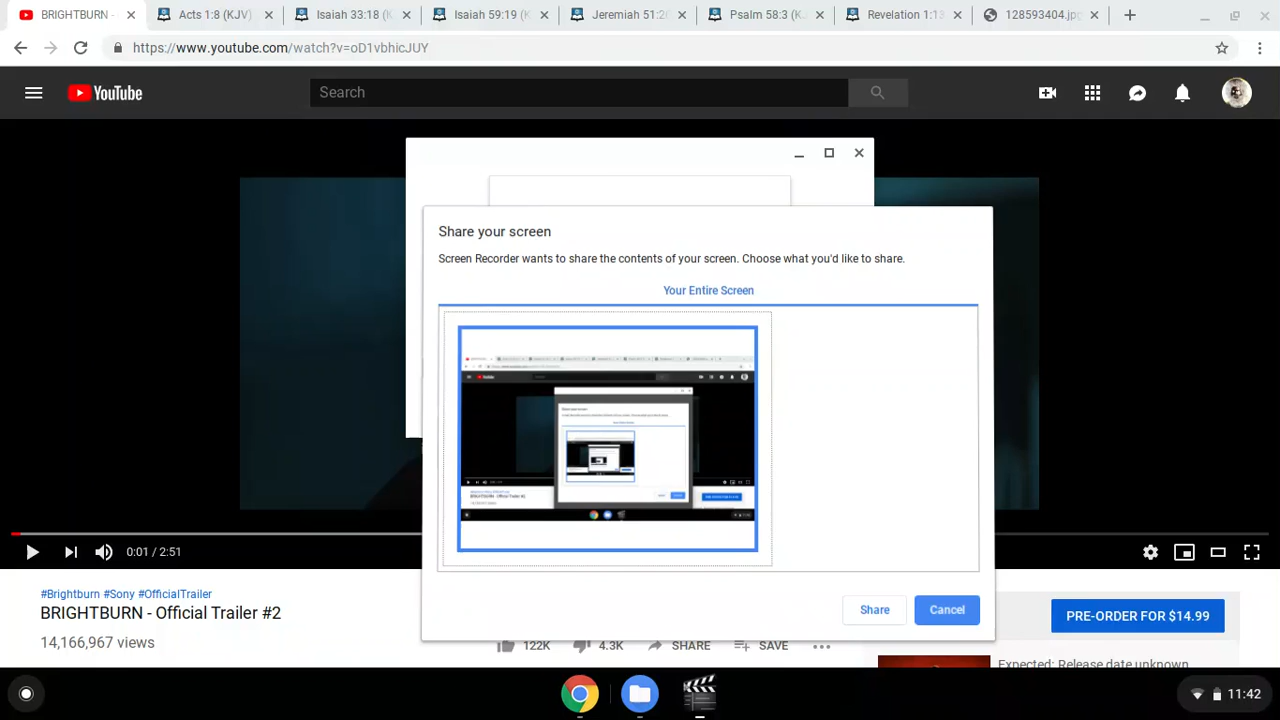 BRIGHTBURN -
Acts 1:8 (KJV)
Isaiah 33:18 (K
Isaiah 59:19 (K
Jeremiah 51:20
Psalm 58:3 (K
Revelation 1:13
128593404.jp
https://www.youtube.com/watch?v=oD1vbhicJUY
YouTube
Search
Share your screen
Screen Recorder wants to share the contents of your screen. Choose what you'd like to share.
Your Entire Screen
0:01 / 2:51
#Brightburn #Sony #OfficialTrailer
BRIGHTBURN - Official Trailer #2
14,166,967 views
Share
Cancel
PRE-ORDER FOR $14.99
122K
4.3K
SHARE
SAVE
Expected: Release date unknown
11:42